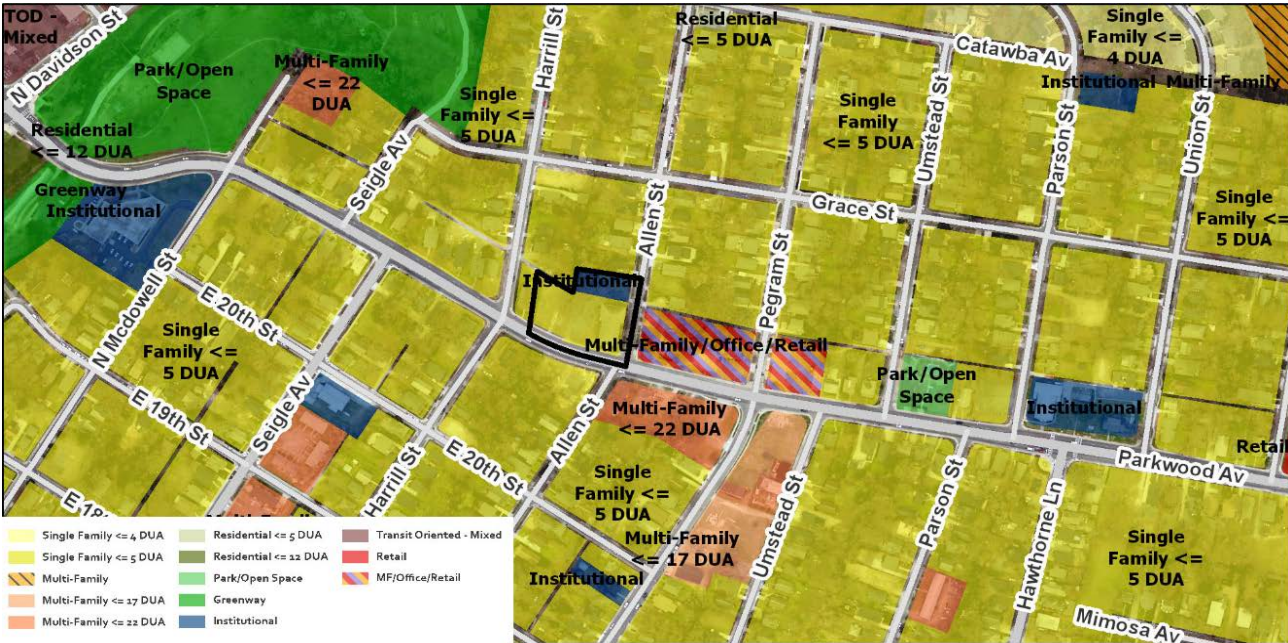 TOD -
Mixed
N Davidson St
Park/Open
Space
Multi-Family
<= 22
DUA
Harrill St
Residential
<= 5 DUA
Catawba Av
Single
Family
<= 4 DUA
Institutional
Multi-Family
Single
Family <=
5 DUA
Seigle Av
Single
Family
<= 5 DUA
Umstead St
Parson St
Union St
Residential
<= 12 DUA
Greenway
Institutional
Allen St
Grace St
Single
Family <=
5 DUA
N Mcdowell St
E 20th St
Institutional
Pegram St
Single
Family <=
5 DUA
Multi-Family/Office/Retail
Park/Open
Space
Institutional
Seigle Av
E 19th St
Harrill St
E 20th St
Allen St
Multi-Family
<= 22 DUA
Retail
Parkwood Av
Single
Family <=
5 DUA
Umstead St
Parson St
Hawthorne Ln
Multi-Family
<= 17 DUA
Single
Family <=
5 DUA
Institutional
Mimosa Av
Single Family <= 4 DUA
Single Family <= 5 DUA
Multi-Family
Multi-Family <= 17 DUA
Multi-Family <= 22 DUA
Residential <= 5 DUA
Residential <= 12 DUA
Park/Open Space
Greenway
Institutional
Transit Oriented - Mixed
Retail
MF/Office/Retail